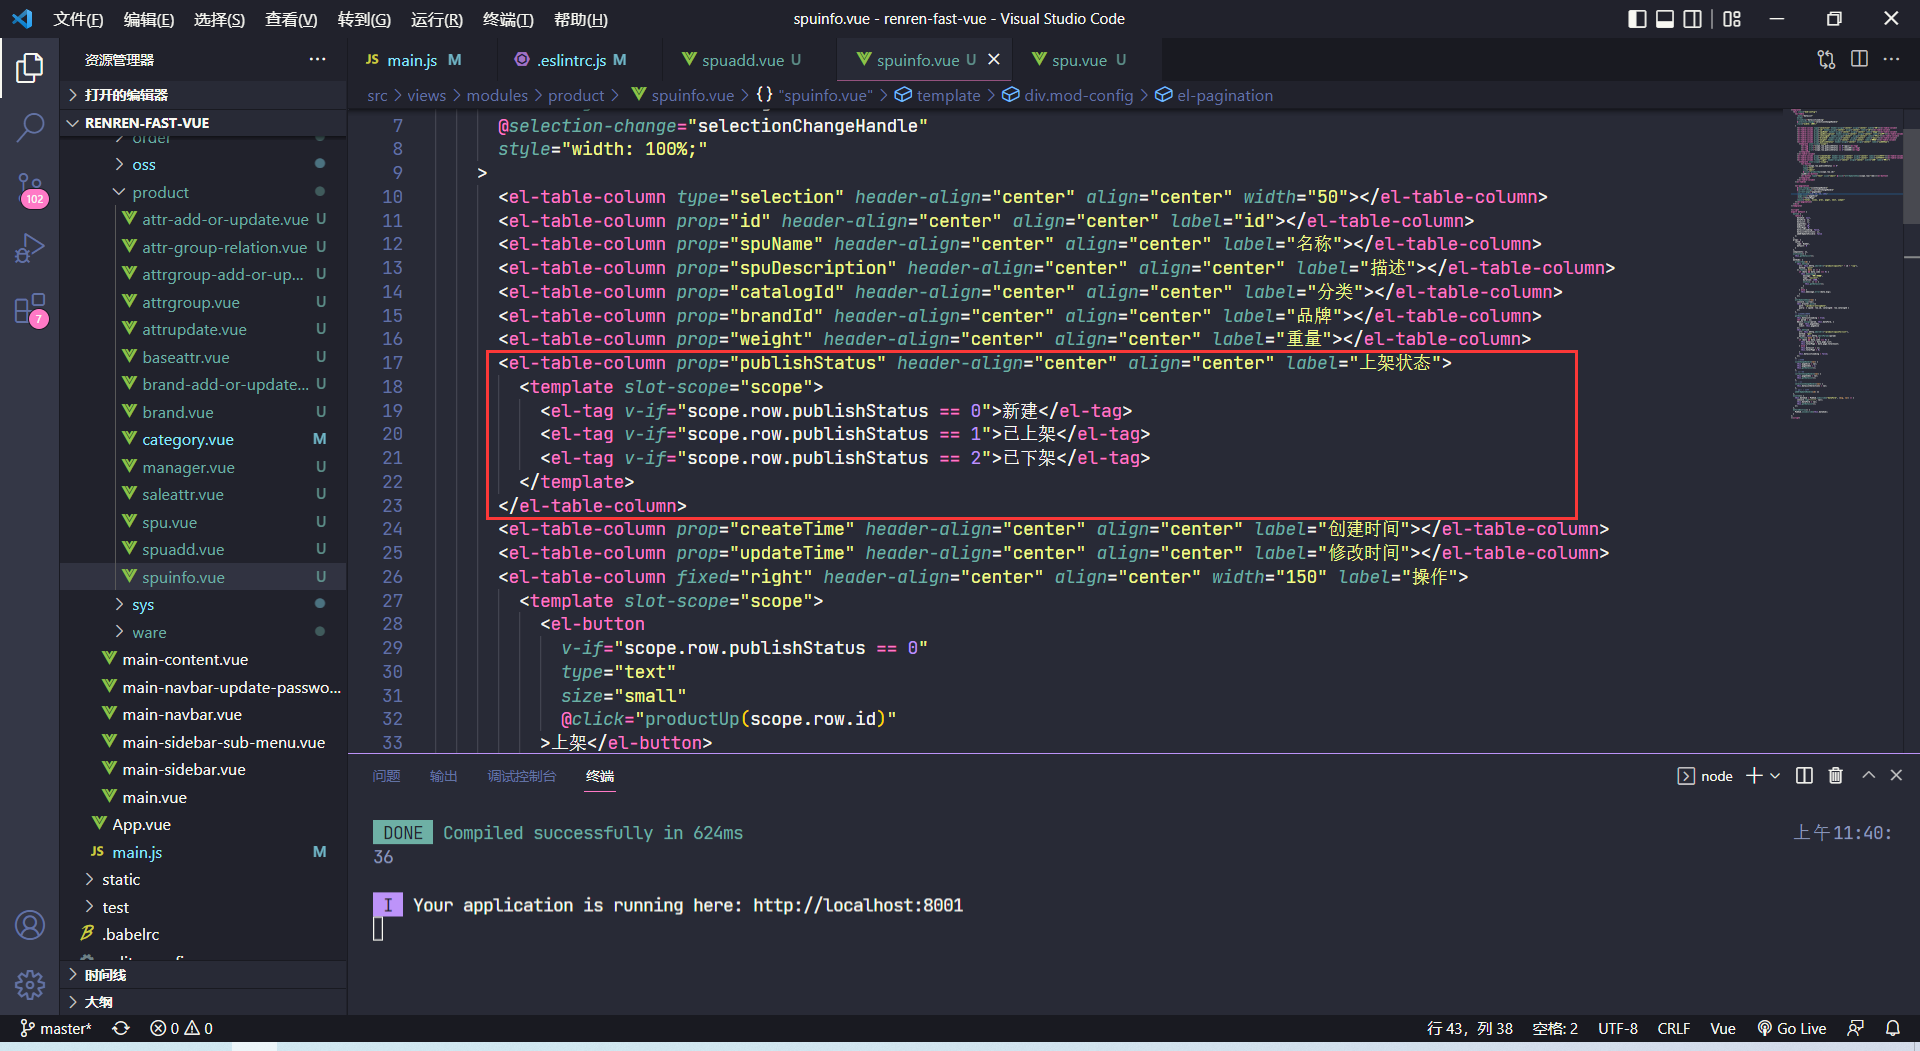 文件(F) 编辑(E) 选择(S) 查看(V) 转到(G) 运行(R) 终端(T) 帮助(H)
spuinfo.vue - renren-fast-vue - Visual Studio Code
资源管理器 ···
JS main.js M
.eslintrc.js M
spuadd.vue U
spuinfo.vue U
spu.vue U
打开的编辑器
src > views > modules > product > spuinfo.vue > {} "spuinfo.vue" > template > div.mod-config > el-pagination
RENREN-FAST-VUE
order
oss
product
attr-add-or-update.vue U
attr-group-relation.vue U
attrgroup-add-or-up... U
attrgroup.vue U
attrupdate.vue U
baseattr.vue U
brand-add-or-update... U
brand.vue U
category.vue M
manager.vue U
saleattr.vue U
spu.vue U
spuadd.vue U
spuinfo.vue U
sys
ware
main-content.vue
main-navbar-update-passwo...
main-navbar.vue
main-sidebar-sub-menu.vue
main-sidebar.vue
main.vue
App.vue
JS main.js M
static
test
.babelrc
时间线
大纲
102
7
7 @selection-change="selectionChangeHandle"
8 style="width: 100%;"
9 >
10 <el-table-column type="selection" header-align="center" align="center" width="50"></el-table-column>
11 <el-table-column prop="id" header-align="center" align="center" label="id"></el-table-column>
12 <el-table-column prop="spuName" header-align="center" align="center" label="名称"></el-table-column>
13 <el-table-column prop="spuDescription" header-align="center" align="center" label="描述"></el-table-column>
14 <el-table-column prop="catalogId" header-align="center" align="center" label="分类"></el-table-column>
15 <el-table-column prop="brandId" header-align="center" align="center" label="品牌"></el-table-column>
16 <el-table-column prop="weight" header-align="center" align="center" label="重量"></el-table-column>
17 <el-table-column prop="publishStatus" header-align="center" align="center" label="上架状态">
18 <template slot-scope="scope">
19 <el-tag v-if="scope.row.publishStatus == 0">新建</el-tag>
20 <el-tag v-if="scope.row.publishStatus == 1">已上架</el-tag>
21 <el-tag v-if="scope.row.publishStatus == 2">已下架</el-tag>
22 </template>
23 </el-table-column>
24 <el-table-column prop="createTime" header-align="center" align="center" label="创建时间"></el-table-column>
25 <el-table-column prop="updateTime" header-align="center" align="center" label="修改时间"></el-table-column>
26 <el-table-column fixed="right" header-align="center" align="center" width="150" label="操作">
27 <template slot-scope="scope">
28 <el-button
29 v-if="scope.row.publishStatus == 0"
30 type="text"
31 size="small"
32 @click="productUp(scope.row.id)"
33 >上架</el-button>
问题 输出 调试控制台 终端
node
DONE Compiled successfully in 624ms 上午11:40:
36
I Your application is running here: http://localhost:8001
master* 0 0
行 43，列 38 空格: 2 UTF-8 CRLF Vue Go Live